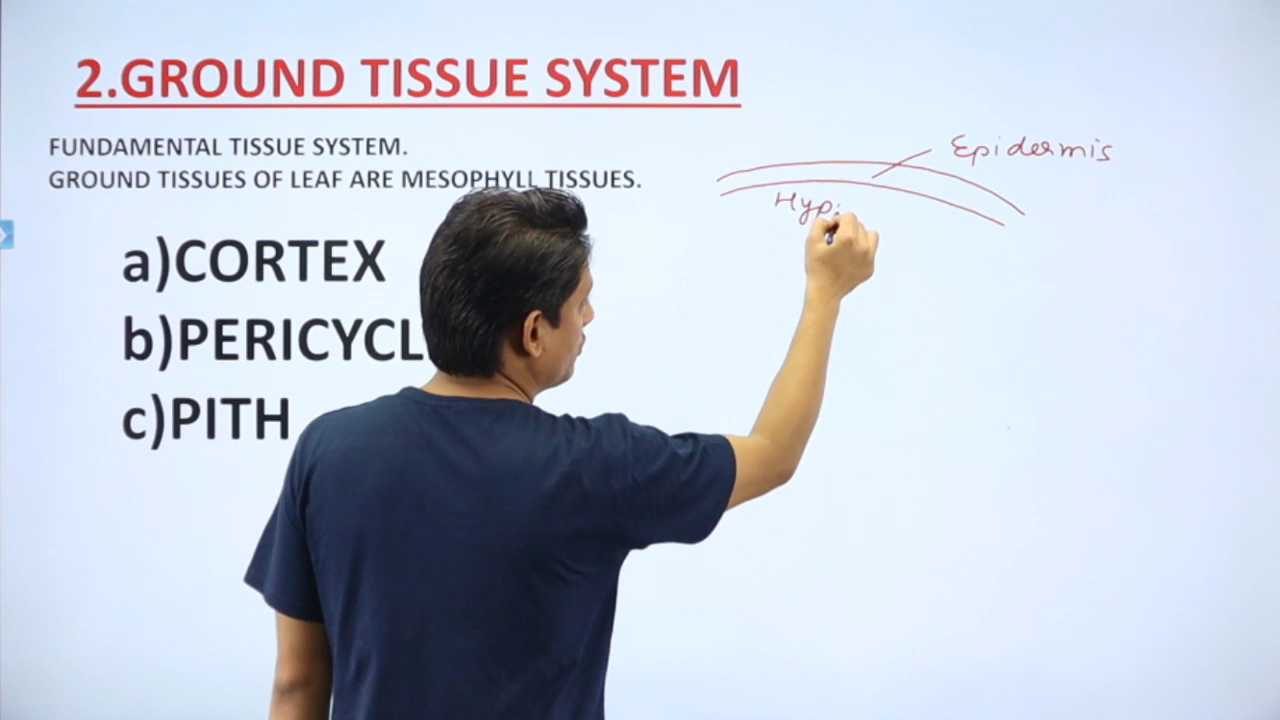 2.GROUND TISSUE SYSTEM
FUNDAMENTAL TISSUE SYSTEM.
GROUND TISSUES OF LEAF ARE MESOPHYLL TISSUES.
Epidermis
Hyp
a)CORTEX
b)PERICYCL
c)PITH